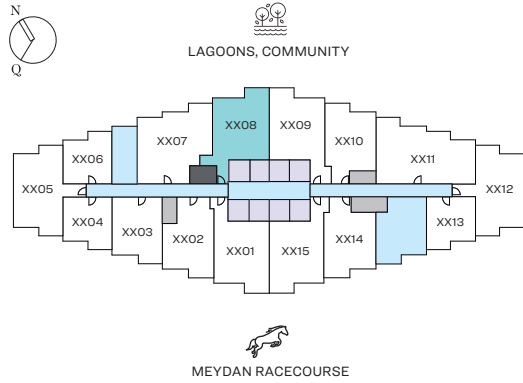 N
Q
LAGOONS, COMMUNITY
XX08
XX09
XX07
XX10
XX06
XX11
XX05
XX12
XX04
XX13
XX03
XX02
XX14
XX01
XX15
MEYDAN RACECOURSE